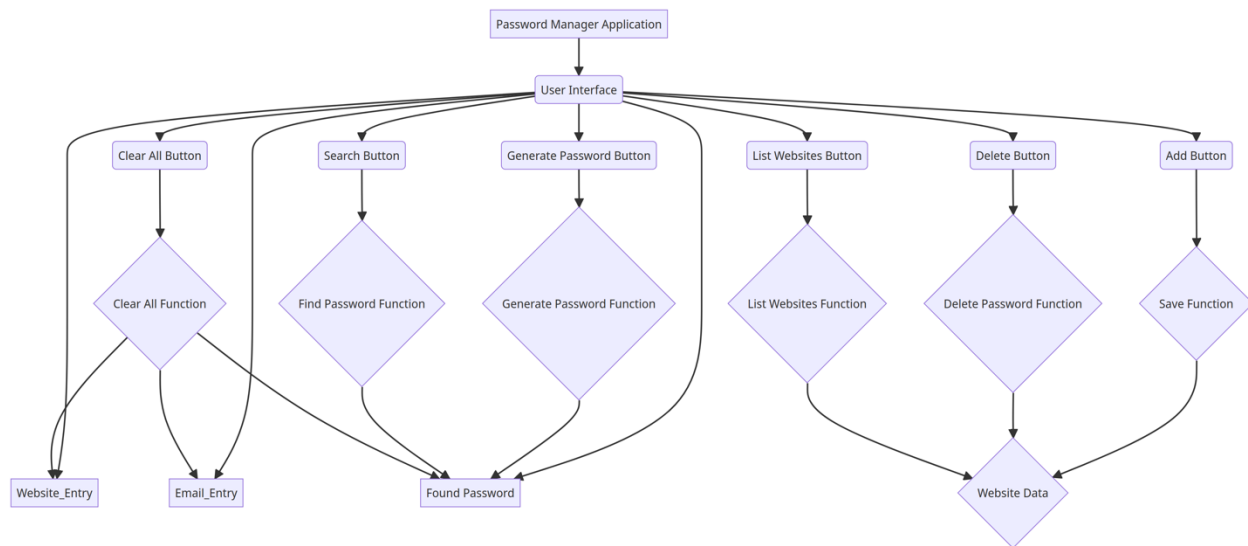 Password Manager Application
User Interface
Clear All Button
Search Button
Generate Password Button
List Websites Button
Delete Button
Add Button
Clear All Function
Find Password Function
Generate Password Function
List Websites Function
Delete Password Function
Save Function
Website_Entry
Email_Entry
Found Password
Website Data